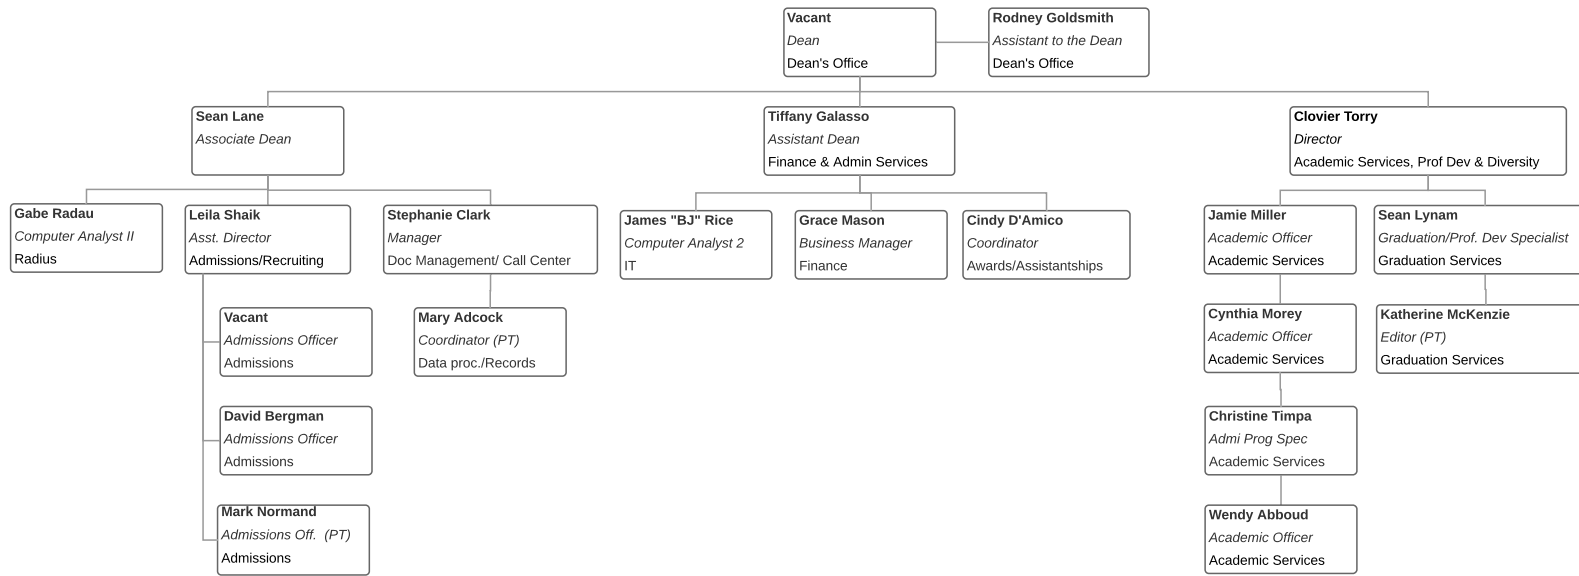 Vacant
Dean
Dean's Office
Rodney Goldsmith
Assistant to the Dean
Dean's Office
Sean Lane
Associate Dean
Tiffany Galasso
Assistant Dean
Finance & Admin Services
Clovier Torry
Director
Academic Services, Prof Dev & Diversity
Gabe Radau
Computer Analyst II
Radius
Leila Shaik
Asst. Director
Admissions/Recruiting
Stephanie Clark
Manager
Doc Management/ Call Center
James "BJ" Rice
Computer Analyst 2
IT
Grace Mason
Business Manager
Finance
Cindy D'Amico
Coordinator
Awards/Assistantships
Jamie Miller
Academic Officer
Academic Services
Sean Lynam
Graduation/Prof. Dev Specialist
Graduation Services
Vacant
Admissions Officer
Admissions
Mary Adcock
Coordinator (PT)
Data proc./Records
Cynthia Morey
Academic Officer
Academic Services
Katherine McKenzie
Editor (PT)
Graduation Services
David Bergman
Admissions Officer
Admissions
Christine Timpa
Admi Prog Spec
Academic Services
Mark Normand
Admissions Off.  (PT)
Admissions
Wendy Abboud
Academic Officer
Academic Services